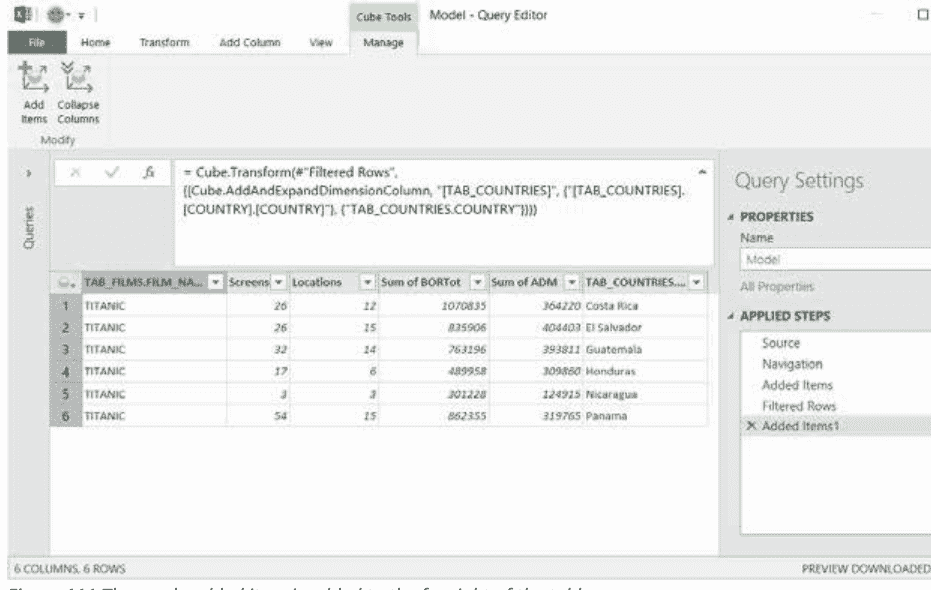 Cube Tools Model - Query Editor
File Home Transform Add Column View Manage
Add Items
Collapse Columns
Modify
= Cube.Transform(#"Filtered Rows",
{{Cube.AddAndExpandDimensionColumn, "[TAB_COUNTRIES]", {"[TAB_COUNTRIES].
[COUNTRY].[COUNTRY]"}, {"TAB_COUNTRIES.COUNTRY"}}})
Queries
TAB_FILMS.FILM_NA... Screens Locations Sum of BORTot Sum of ADM TAB_COUNTRIES....
1 TITANIC 26 12 1070835 364220 Costa Rica
2 TITANIC 26 15 835906 404403 El Salvador
3 TITANIC 32 14 763196 393811 Guatemala
4 TITANIC 17 6 489958 309860 Honduras
5 TITANIC 3 3 301228 124915 Nicaragua
6 TITANIC 54 15 862355 319765 Panama
Query Settings
PROPERTIES
Name
Model
All Properties
APPLIED STEPS
Source
Navigation
Added Items
Filtered Rows
Added Items1
6 COLUMNS, 6 ROWS PREVIEW DOWNLOADED